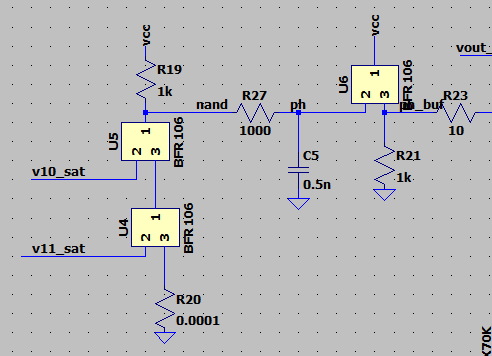 vcc
vcc
vout_
R19
1k
R27
nand
ph
1000
U6
1
2
3
BFR 106
ph_buf
R23
10
U5
1
2
3
BFR 106
v10_sat
C5
0.5n
R21
1k
U4
1
2
3
BFR 106
v11_sat
R20
0.0001
K70K